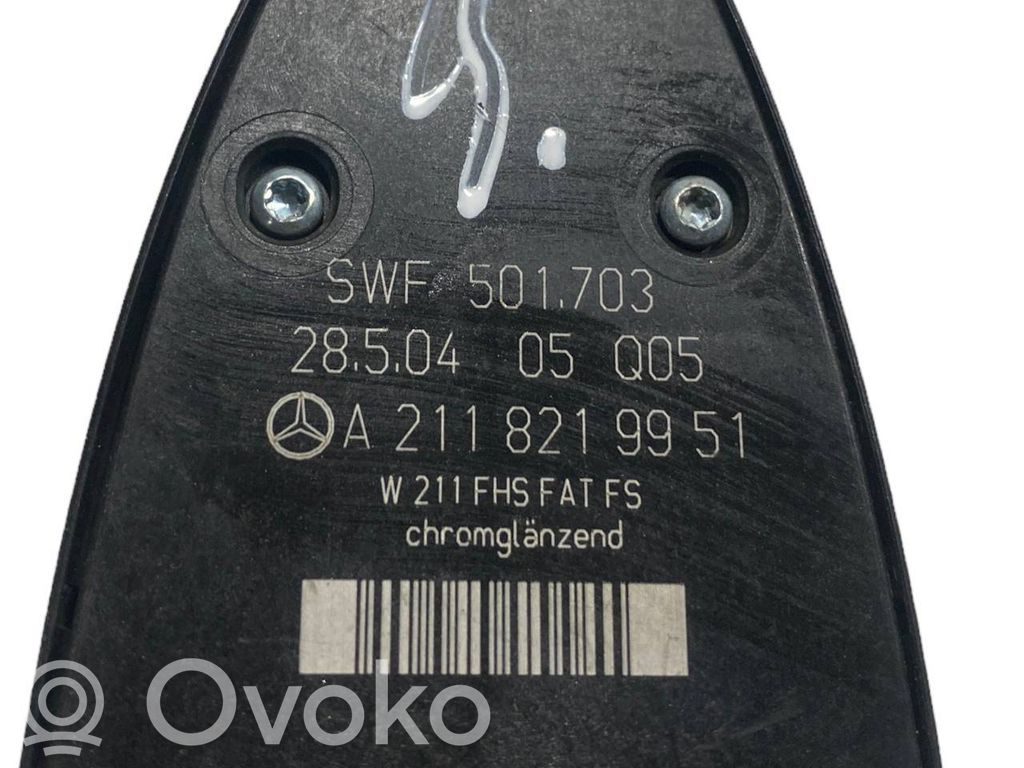 SWF 501.703
28.5.04 05 Q05
A 211 821 99 51
W 211 FHS FAT FS
chromglänzend
Ovoko